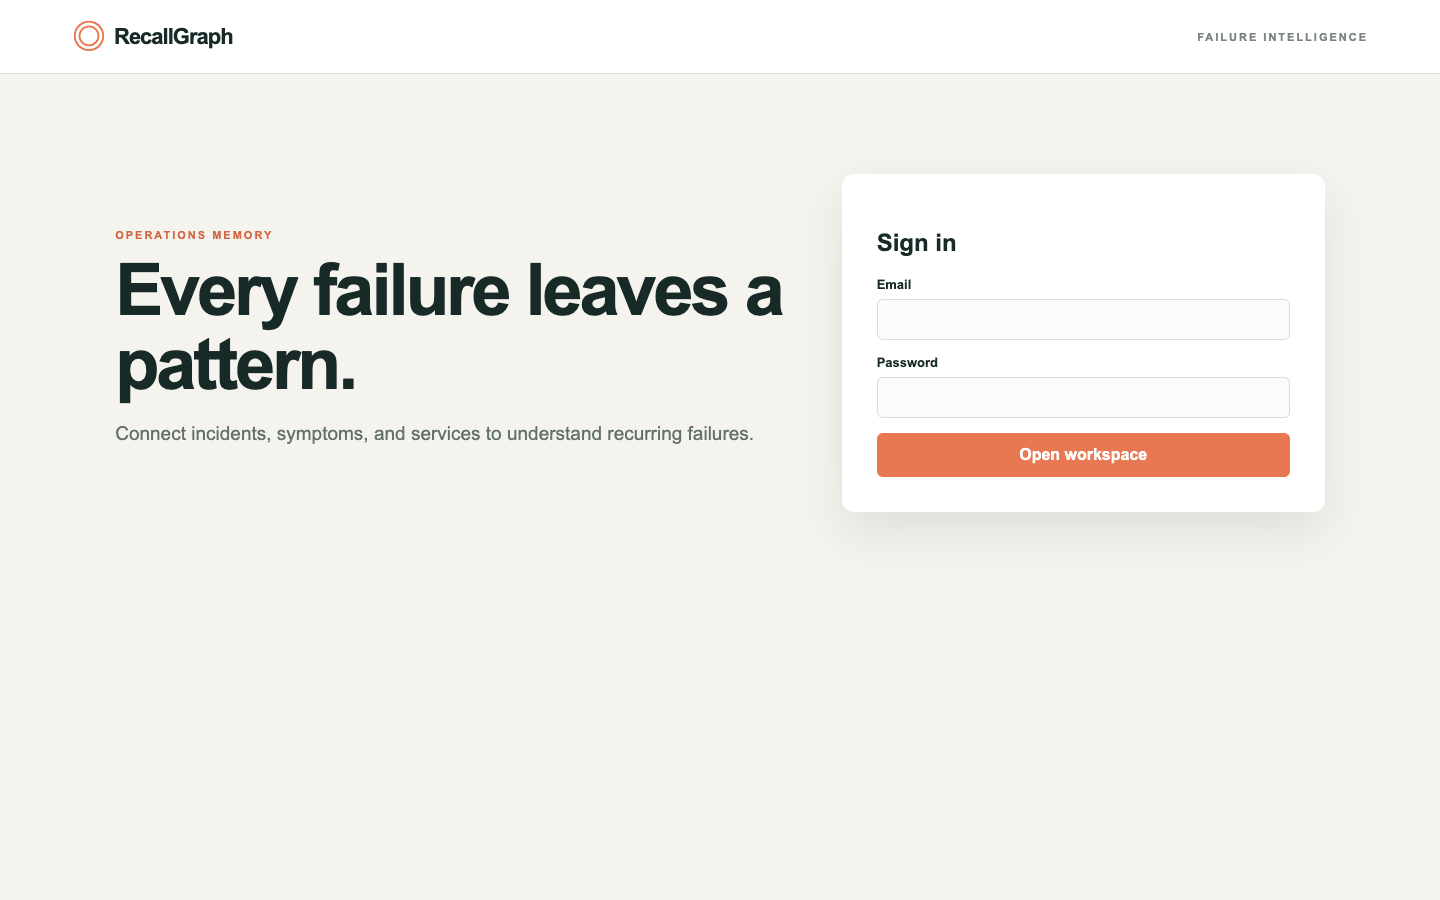 RecallGraph
FAILURE INTELLIGENCE
OPERATIONS MEMORY
Every failure leaves a
pattern.
Connect incidents, symptoms, and services to understand recurring failures.
Sign in
Email
Password
Open workspace